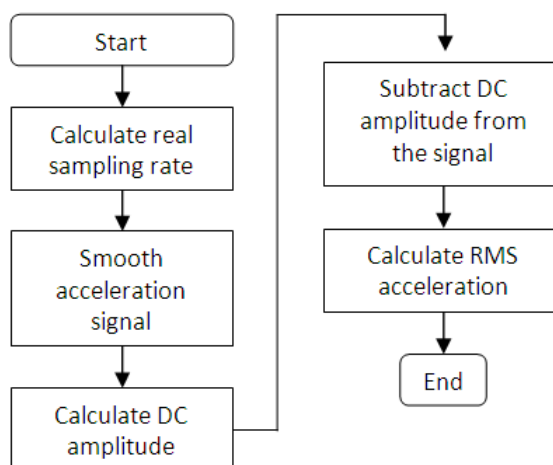 Start
Calculate real
sampling rate
Smooth
acceleration
signal
Calculate DC
amplitude
Subtract DC
amplitude from
the signal
Calculate RMS
acceleration
End